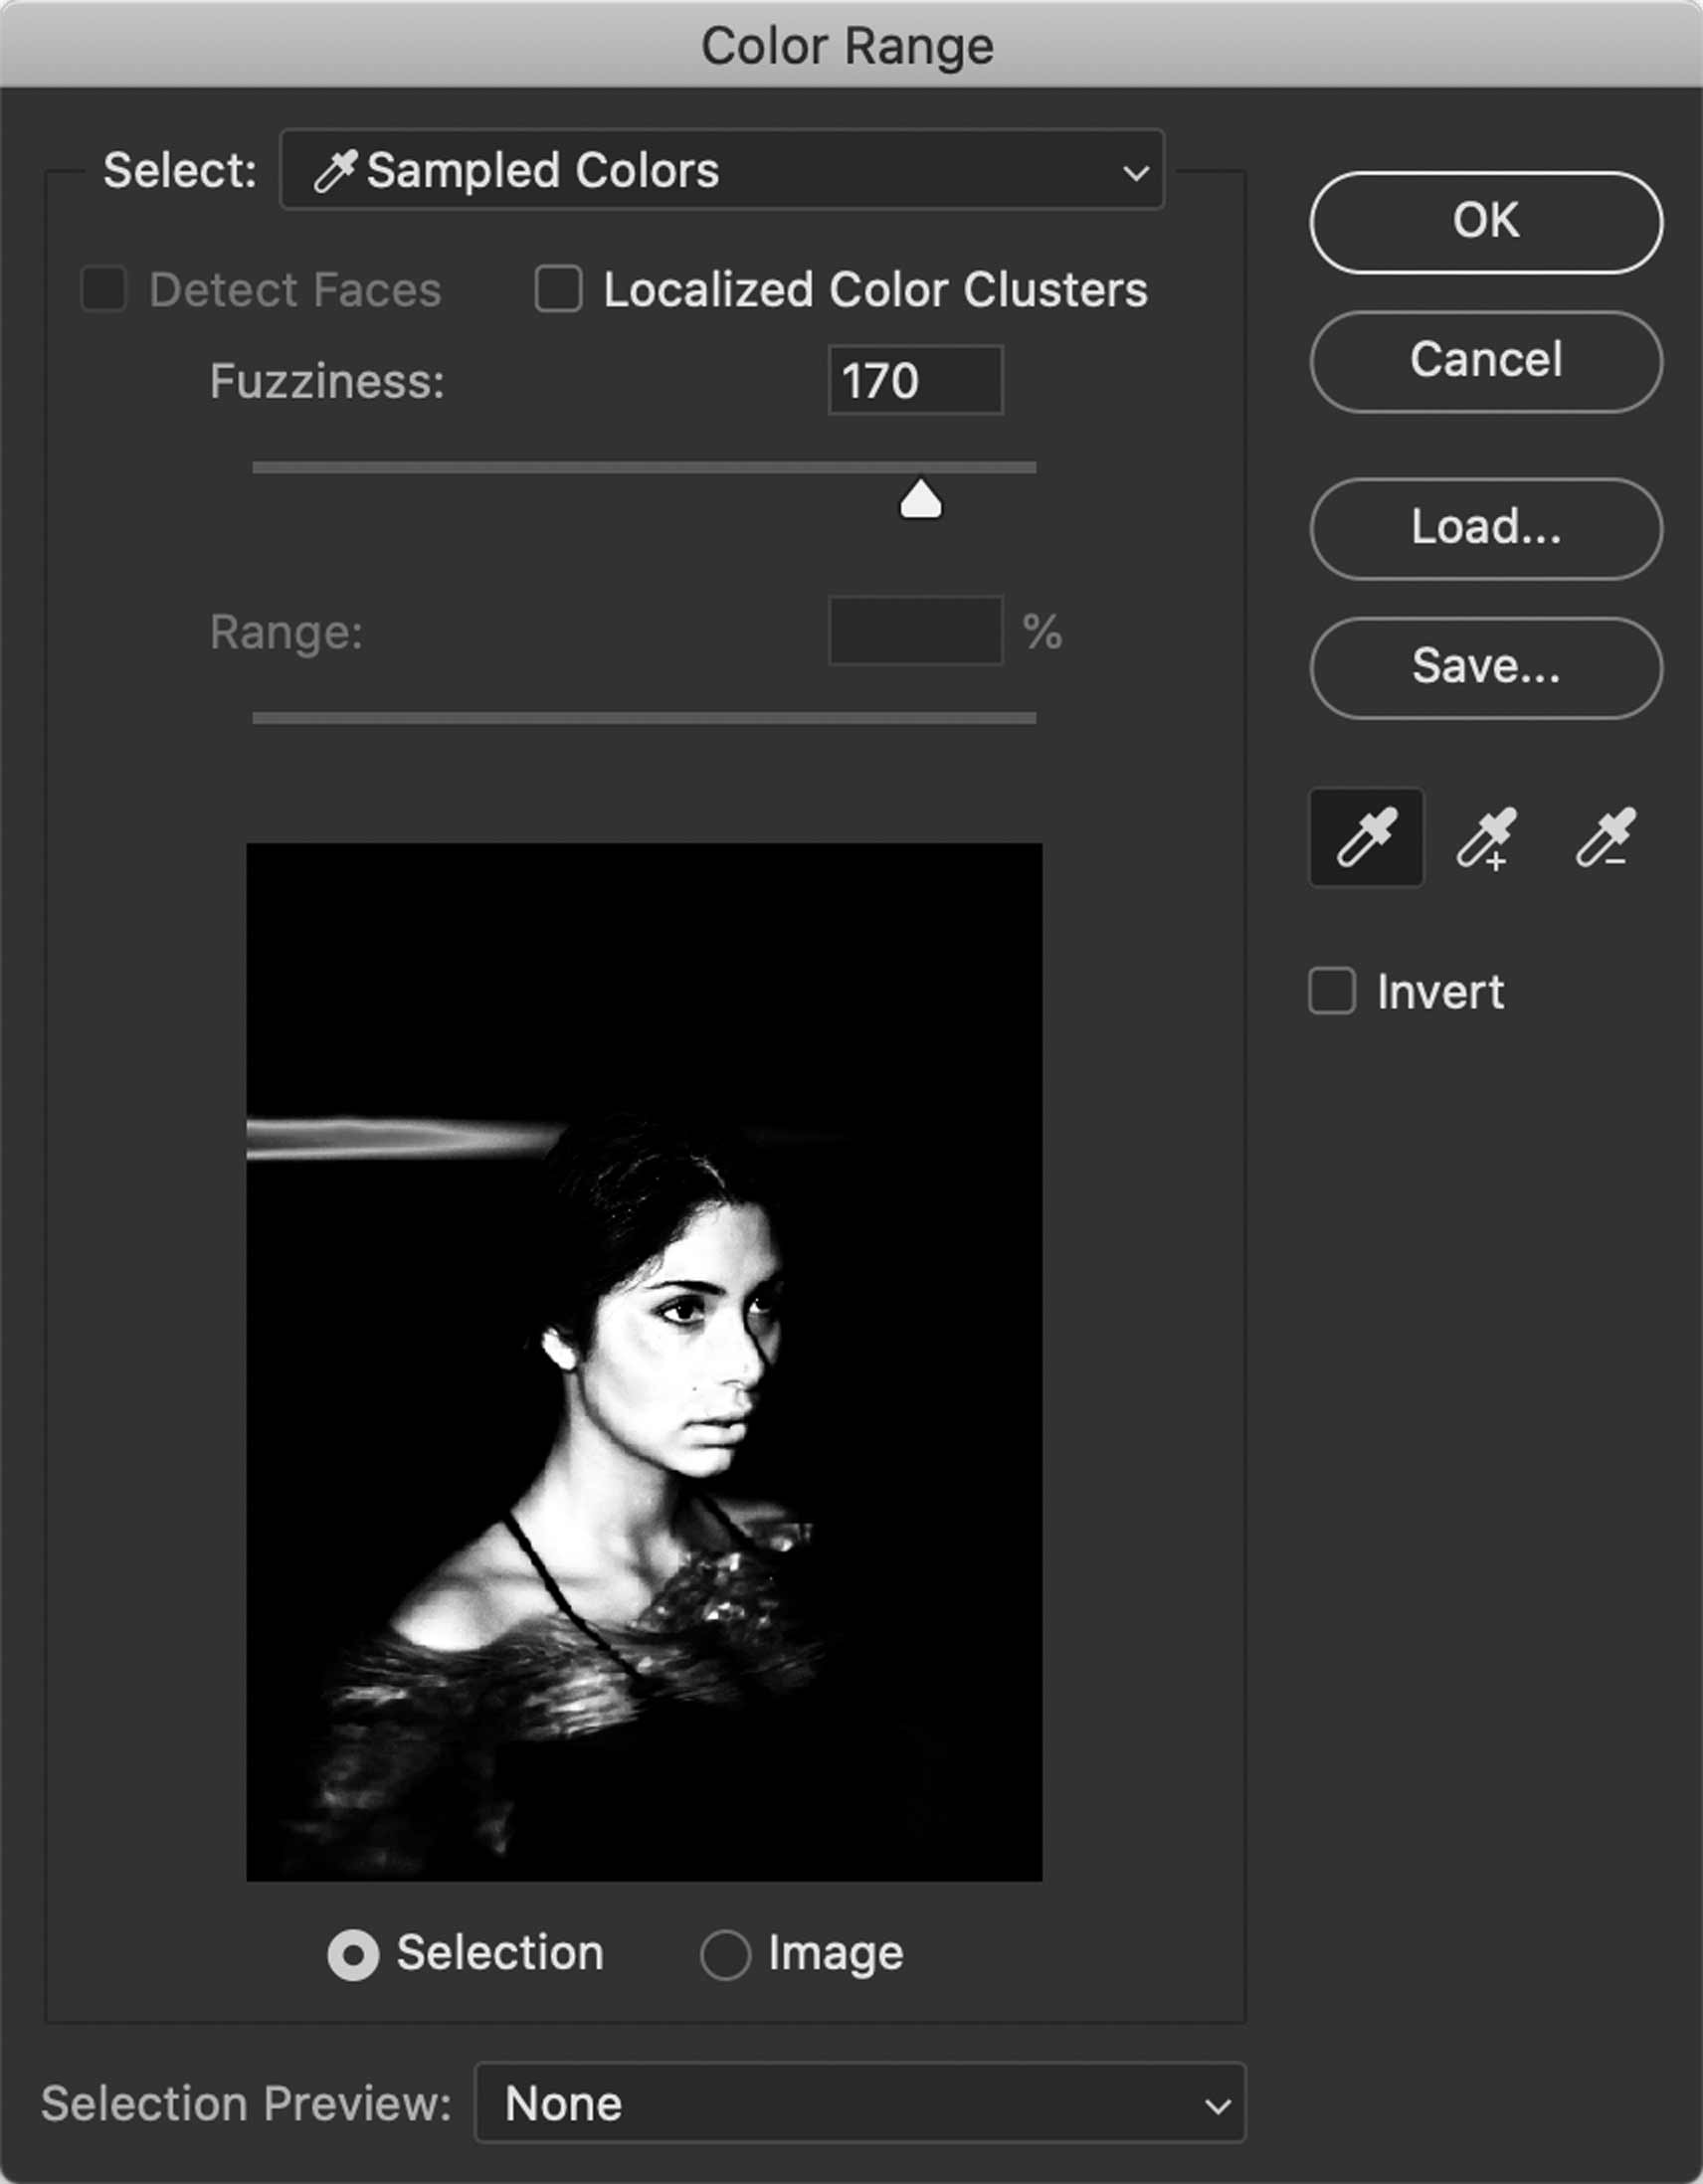 Color Range
Select: Sampled Colors
OK
Detect Faces Localized Color Clusters
Cancel
Fuzziness: 170
Load...
Range: %
Save...
Invert
Selection Image
Selection Preview: None